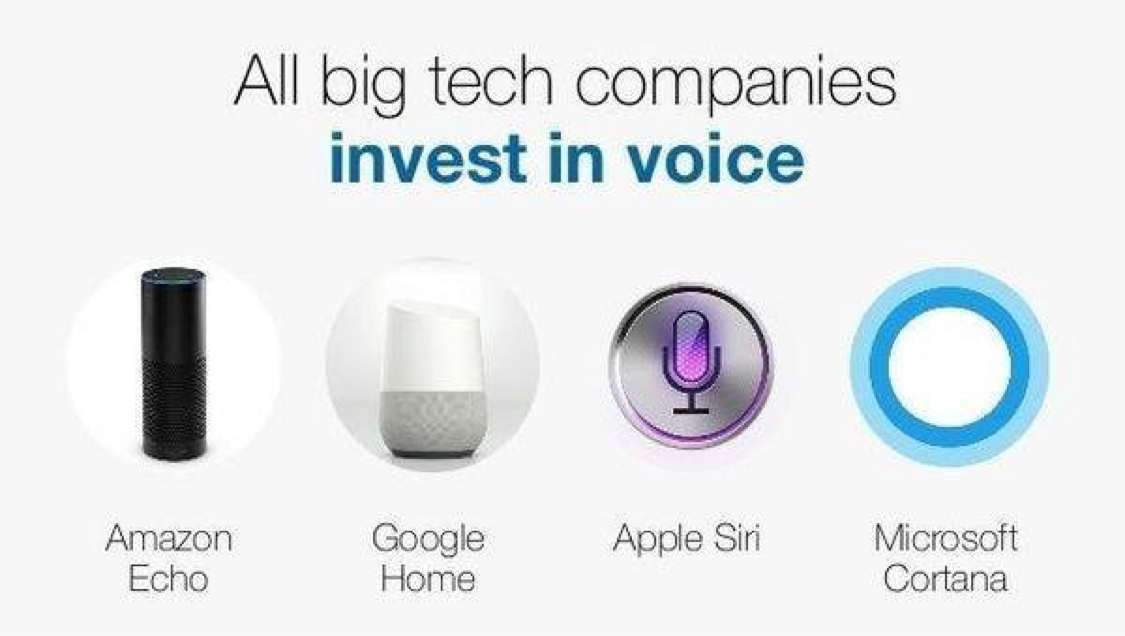 All big tech companies
invest in voice
Amazon
Echo
Google
Home
Apple Siri
Microsoft
Cortana